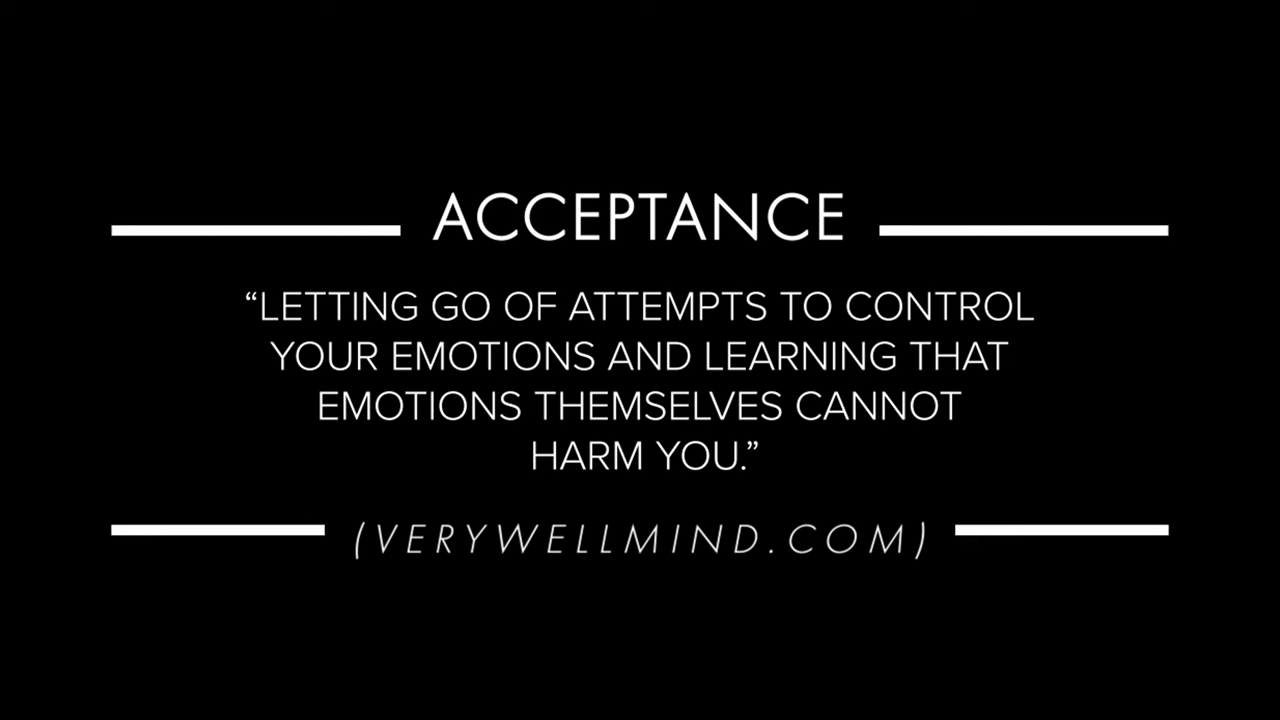 ACCEPTANCE
“LETTING GO OF ATTEMPTS TO CONTROL
YOUR EMOTIONS AND LEARNING THAT
EMOTIONS THEMSELVES CANNOT
HARM YOU.”
(VERYWELLMIND.COM)